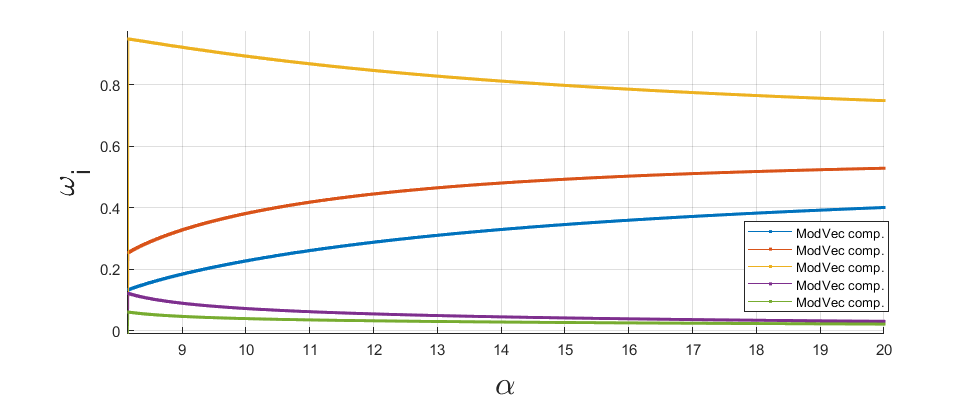 0.8
0.6
0.4
0.2
0
ωi
9 10 11 12 13 14 15 16 17 18 19 20
α
ModVec comp.
ModVec comp.
ModVec comp.
ModVec comp.
ModVec comp.